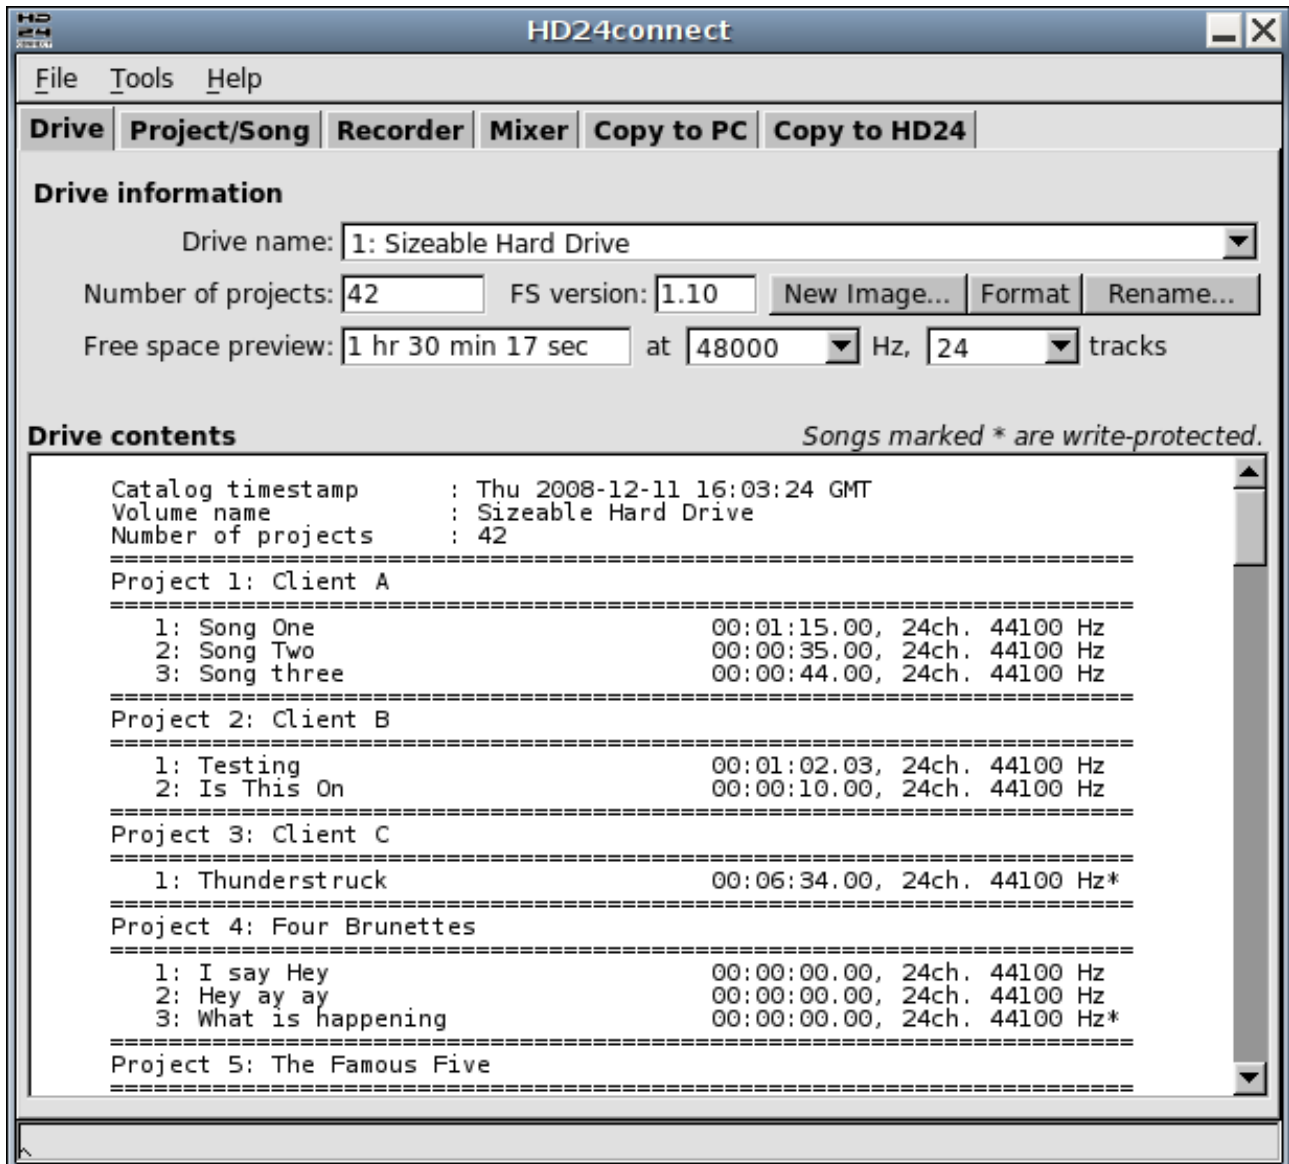 HD24connect
File Tools Help
Drive Project/Song Recorder Mixer Copy to PC Copy to HD24
Drive information
Drive name: 1: Sizeable Hard Drive
Number of projects: 42 FS version: 1.10 New Image... Format Rename...
Free space preview: 1 hr 30 min 17 sec at 48000 Hz, 24 tracks
Drive contents Songs marked * are write-protected.
Catalog timestamp : Thu 2008-12-11 16:03:24 GMT
Volume name : Sizeable Hard Drive
Number of projects : 42
======================================================================
Project 1: Client A
======================================================================
1: Song One 00:01:15.00, 24ch. 44100 Hz
2: Song Two 00:00:35.00, 24ch. 44100 Hz
3: Song three 00:00:44.00, 24ch. 44100 Hz
======================================================================
Project 2: Client B
======================================================================
1: Testing 00:01:02.03, 24ch. 44100 Hz
2: Is This On 00:00:10.00, 24ch. 44100 Hz
======================================================================
Project 3: Client C
======================================================================
1: Thunderstruck 00:06:34.00, 24ch. 44100 Hz*
======================================================================
Project 4: Four Brunettes
======================================================================
1: I say Hey 00:00:00.00, 24ch. 44100 Hz
2: Hey ay ay 00:00:00.00, 24ch. 44100 Hz
3: What is happening 00:00:00.00, 24ch. 44100 Hz*
======================================================================
Project 5: The Famous Five
======================================================================